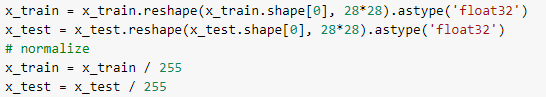 x_train = x_train.reshape(x_train.shape[0], 28*28).astype('float32')
x_test = x_test.reshape(x_test.shape[0], 28*28).astype('float32')
# normalize
x_train = x_train / 255
x_test = x_test / 255